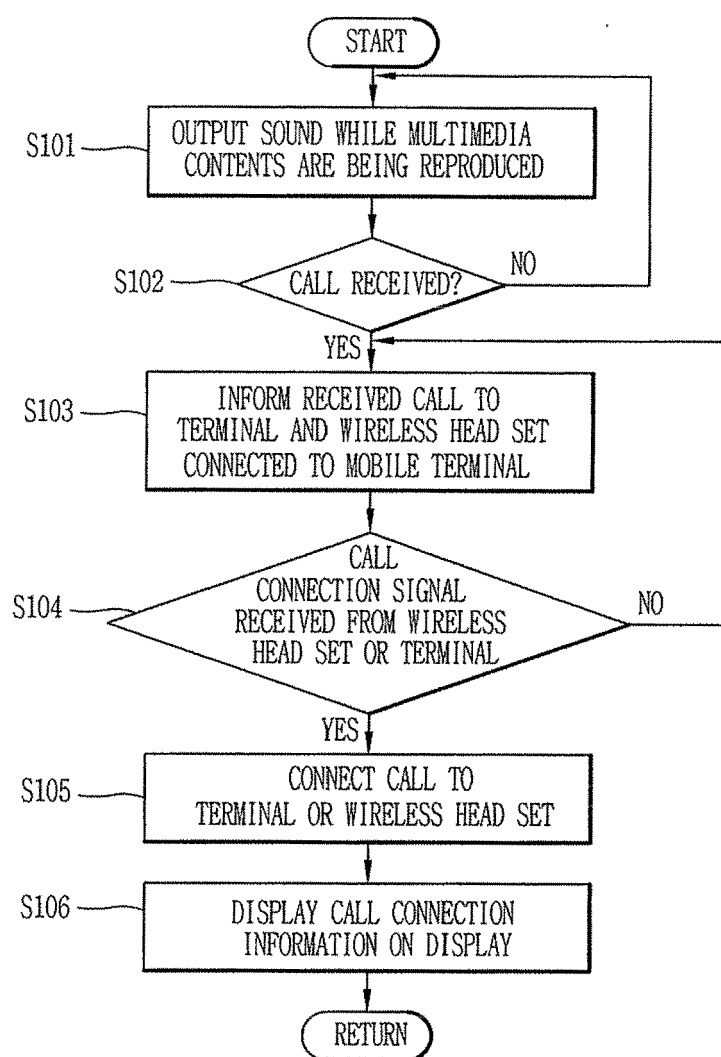 START
S101
OUTPUT SOUND WHILE MULTIMEDIA
CONTENTS ARE BEING REPRODUCED
S102
CALL RECEIVED?
NO
YES
S103
INFORM RECEIVED CALL TO
TERMINAL AND WIRELESS HEAD SET
CONNECTED TO MOBILE TERMINAL
S104
CALL
CONNECTION SIGNAL
RECEIVED FROM WIRELESS
HEAD SET OR TERMINAL
NO
YES
S105
CONNECT CALL TO
TERMINAL OR WIRELESS HEAD SET
S106
DISPLAY CALL CONNECTION
INFORMATION ON DISPLAY
RETURN